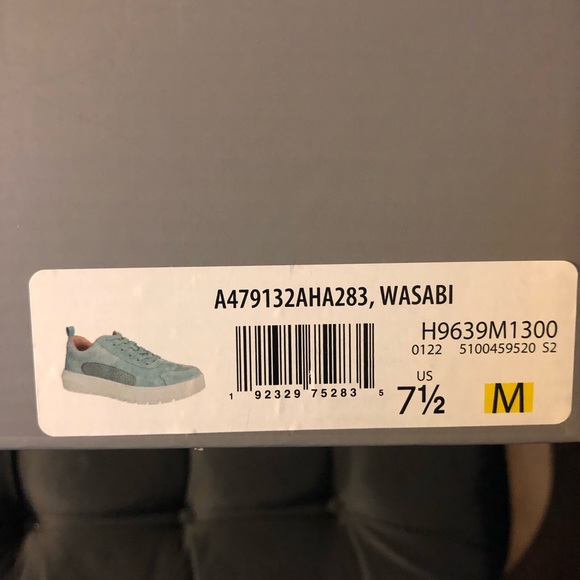 A479132AHA283, WASABI
H9639M1300
0122 5100459520 S2
1 92329 75283 5
US
7½
M